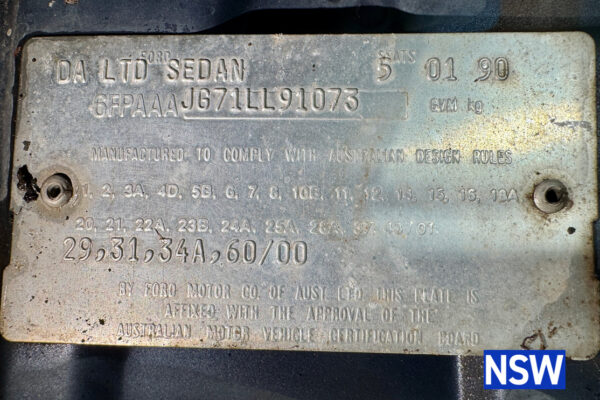 FORD SEATS
DA LTD SEDAN 5 01 90
6FPAAAJG71LL91073 GVM kg
MANUFACTURED TO COMPLY WITH AUSTRALIAN DESIGN RULES
1, 2, 3A, 4D, 5B, 6, 7, 8, 10B, 11, 12, 14, 15, 16, 18A
20, 21, 22A, 23B, 24A, 25A,
29,31,34A,60/00
BY FORD MOTOR CO. OF AUST. LTD. THIS PLATE IS
AFFIXED WITH THE APPROVAL OF THE
AUSTRALIAN MOTOR VEHICLE CERTIFICATION BOARD
NSW